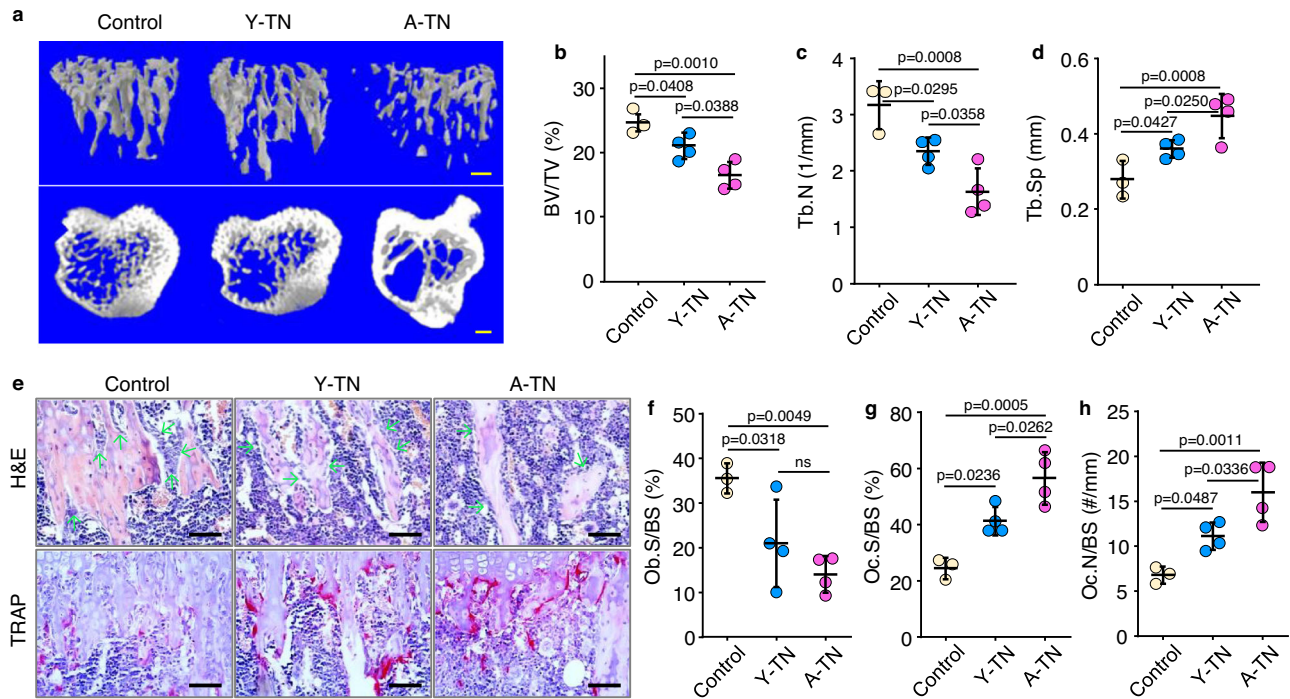 a
Control Y-TN A-TN
b
BV/TV (%)
30
20
10
0
p=0.0010
p=0.0408
p=0.0388
Control Y-TN A-TN
c
Tb.N (1/mm)
4
3
2
1
0
p=0.0008
p=0.0295
p=0.0358
Control Y-TN A-TN
d
Tb.Sp (mm)
0.6
0.4
0.2
0
p=0.0008
p=0.0250
p=0.0427
Control Y-TN A-TN
e
Control Y-TN A-TN
H&E
TRAP
f
Ob.S/BS (%)
50
35
20
5
0
p=0.0049
p=0.0318
ns
Control Y-TN A-TN
g
Oc.S/BS (%)
80
60
40
20
0
p=0.0005
p=0.0262
p=0.0236
Control Y-TN A-TN
h
Oc.N/BS (#/mm)
25
20
15
10
5
0
p=0.0011
p=0.0336
p=0.0487
Control Y-TN A-TN